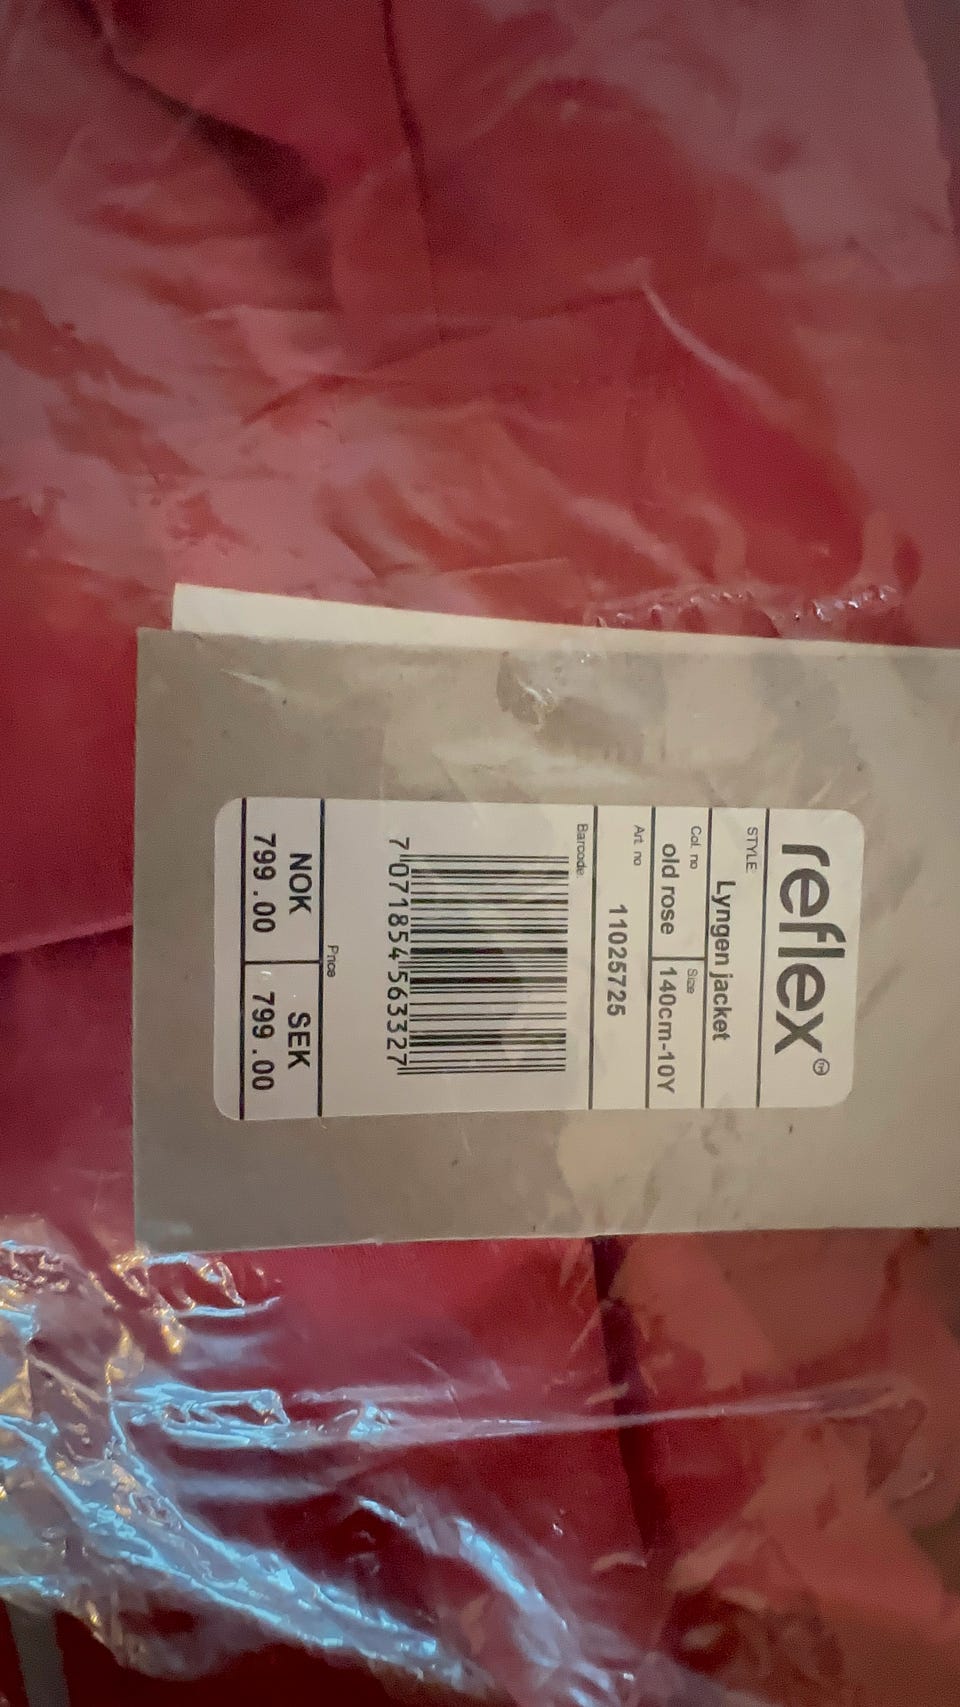 reflex™
STYLE:
Lyngen jacket
Col. no Size
old rose 140cm-10Y
Art. no
11025725
Barcode:
7 071854 563327
Price
NOK SEK
799.00 799.00